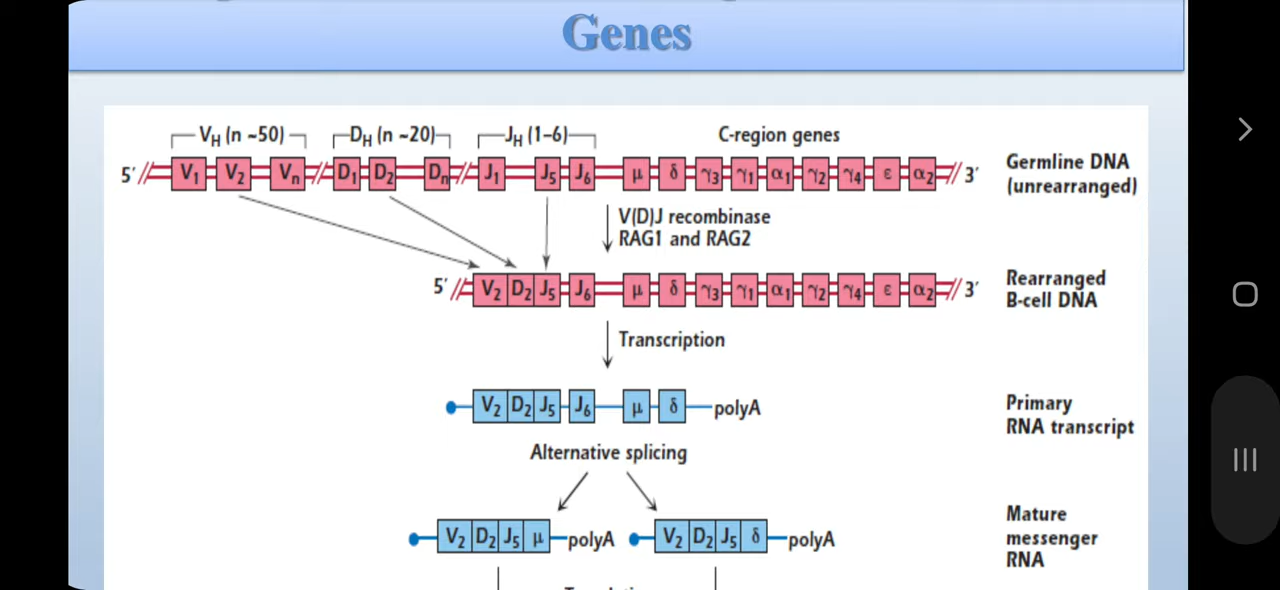 Genes
V_H (n ~50) D_H (n ~20) J_H (1–6) C-region genes
5′ V₁ V₂ Vₙ D₁ D₂ Dₙ J₁ J₅ J₆ μ δ γ₃ γ₁ α₁ γ₂ γ₄ ε α₂ 3′
Germline DNA
(unrearranged)
V(D)J recombinase
RAG1 and RAG2
5′ V₂ D₂ J₅ J₆ μ δ γ₃ γ₁ α₁ γ₂ γ₄ ε α₂ 3′
Rearranged
B-cell DNA
Transcription
V₂ D₂ J₅ J₆ μ δ polyA
Primary
RNA transcript
Alternative splicing
V₂ D₂ J₅ μ polyA V₂ D₂ J₅ δ polyA
Mature
messenger
RNA